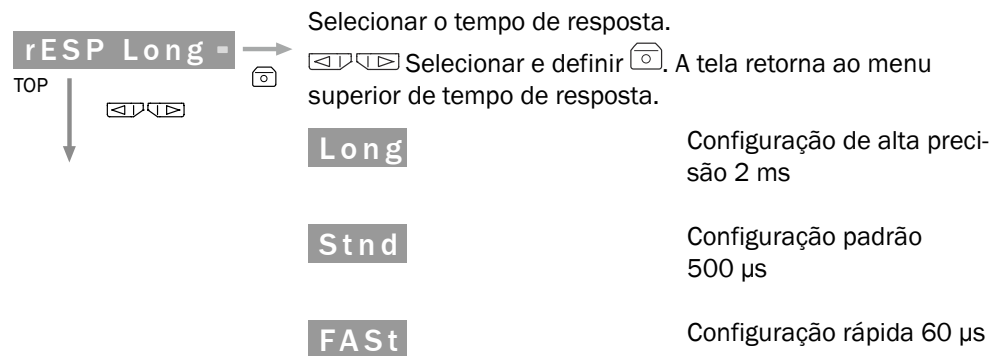 Selecionar o tempo de resposta.
rESP Long -
TOP
Selecionar e definir . A tela retorna ao menu
superior de tempo de resposta.
Long
Configuração de alta preci-
são 2 ms
Stnd
Configuração padrão
500 µs
FASt
Configuração rápida 60 µs